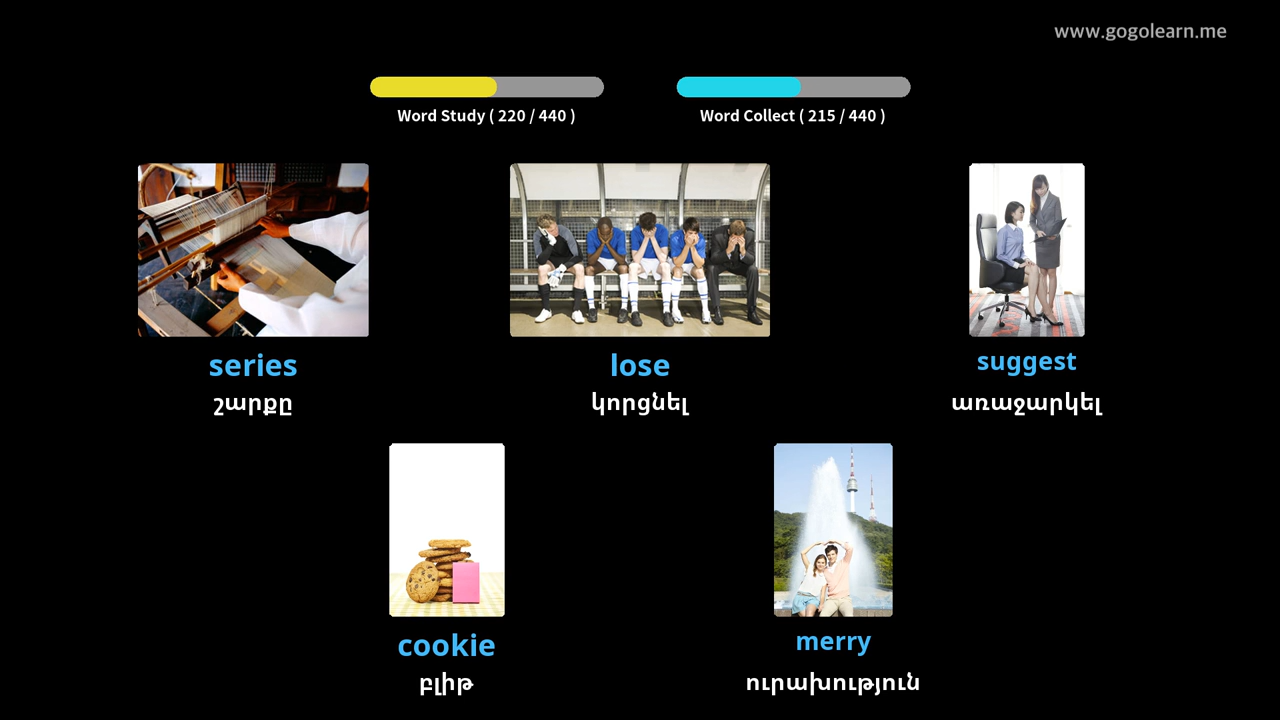 www.gogolearn.me
Word Study ( 220 / 440 )
Word Collect ( 215 / 440 )
series
շարքը
lose
կորցնել
suggest
առաջարկել
cookie
բլիթ
merry
ուրախություն